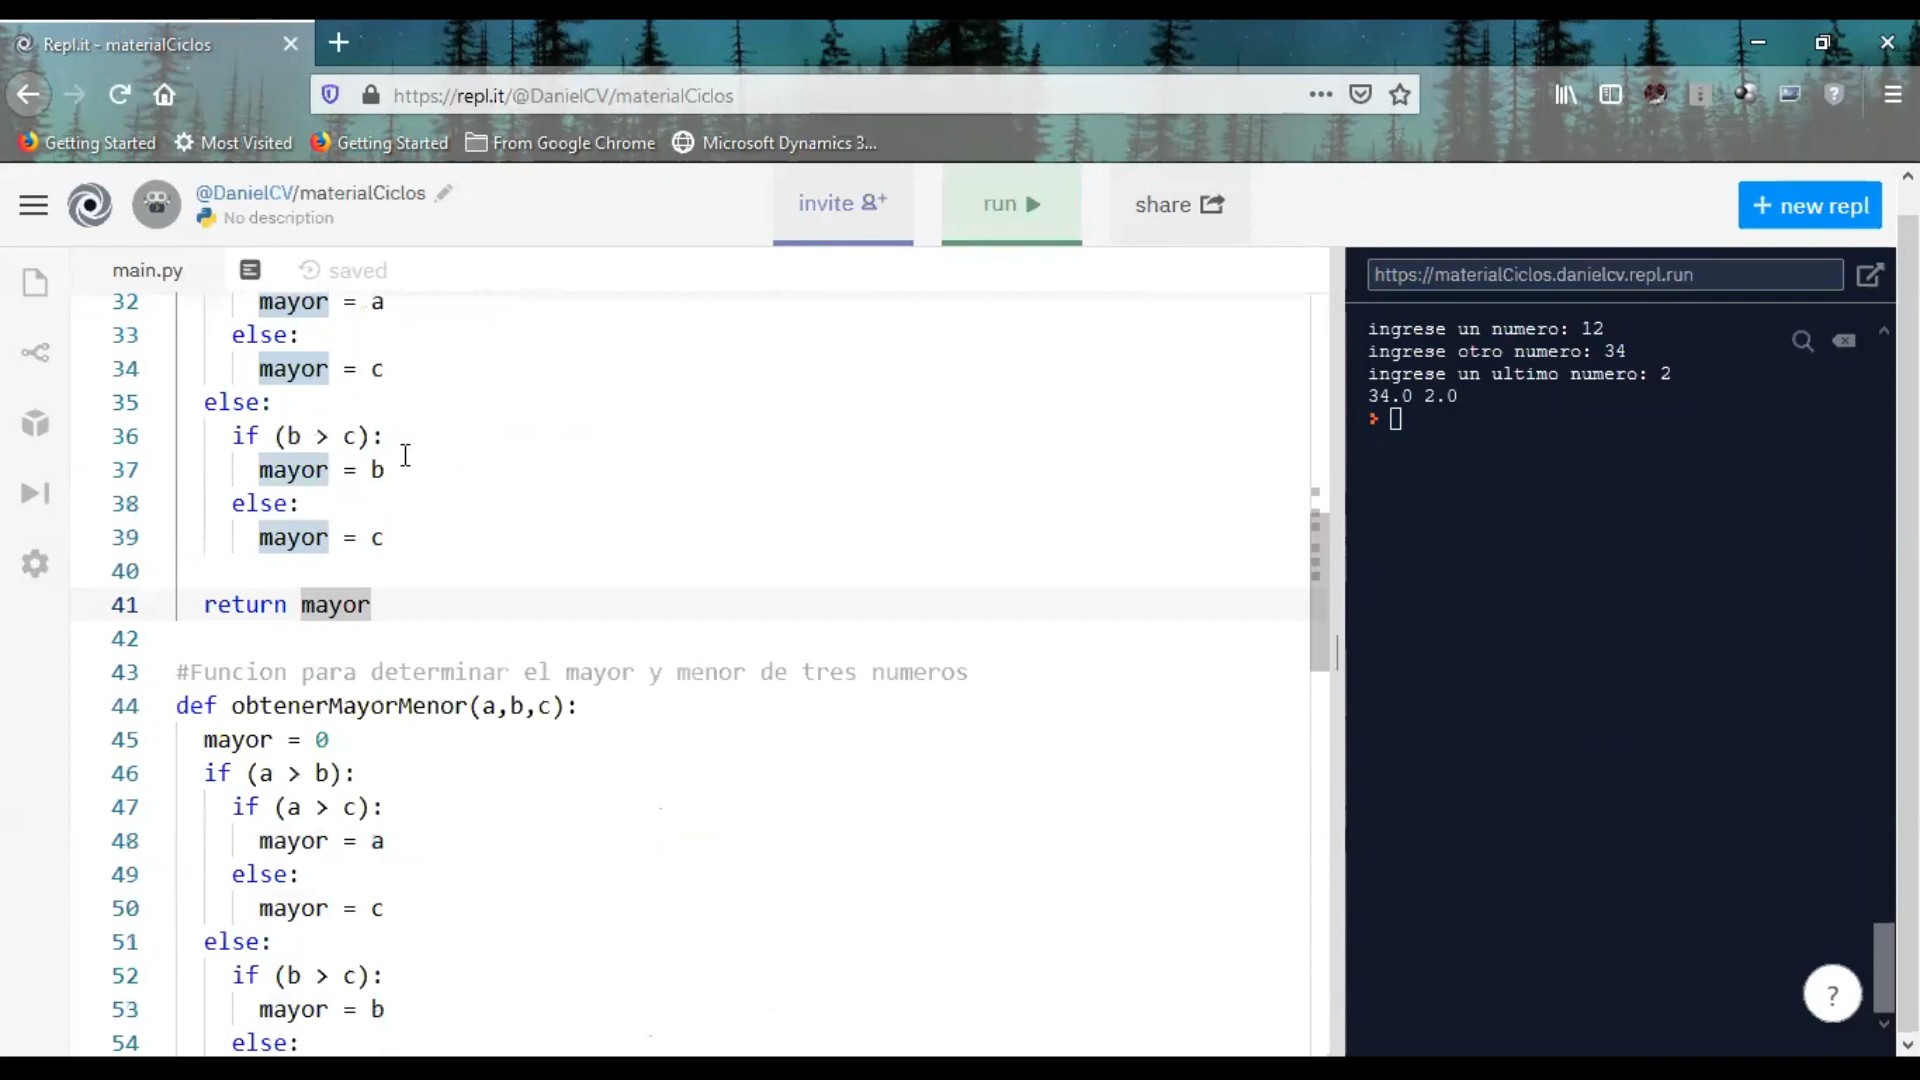 Repl.it - materialCiclos
https://repl.it/@DanielCV/materialCiclos
Getting Started Most Visited Getting Started From Google Chrome Microsoft Dynamics 3...
@DanielCV/materialCiclos
No description
invite
run
share
+ new repl
main.py
saved
https://materialCiclos.danielcv.repl.run
32 mayor = a
33 else:
34 mayor = c
35 else:
36 if (b > c):
37 mayor = b
38 else:
39 mayor = c
40
41 return mayor
42
43 #Funcion para determinar el mayor y menor de tres numeros
44 def obtenerMayorMenor(a,b,c):
45 mayor = 0
46 if (a > b):
47 if (a > c):
48 mayor = a
49 else:
50 mayor = c
51 else:
52 if (b > c):
53 mayor = b
54 else:
ingrese un numero: 12
ingrese otro numero: 34
ingrese un ultimo numero: 2
34.0 2.0
?